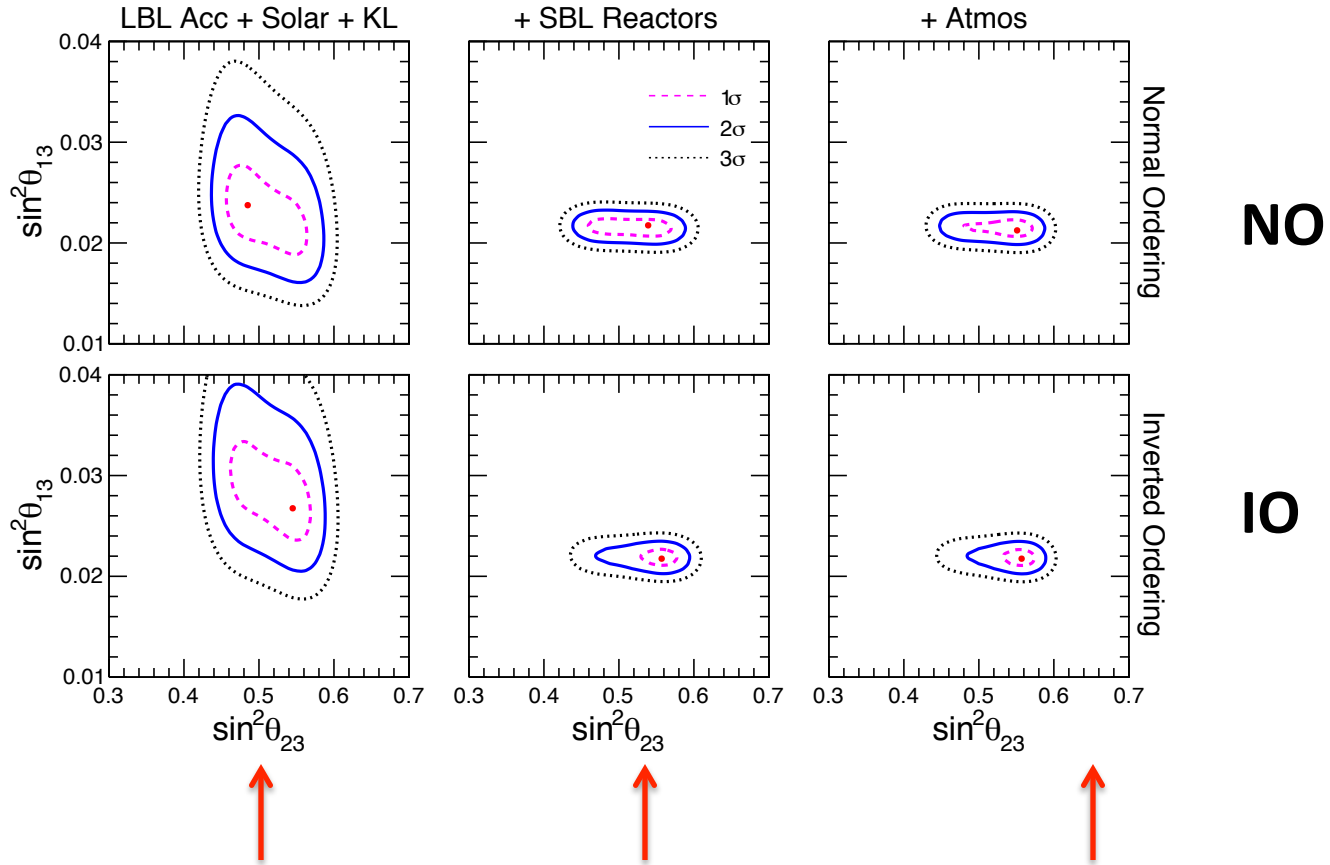 LBL Acc + Solar + KL
+ SBL Reactors
+ Atmos
0.04
0.03
0.02
0.01
sin²θ₁₃
1σ
2σ
3σ
Normal Ordering
NO
0.04
0.03
0.02
0.01
sin²θ₁₃
Inverted Ordering
IO
0.3 0.4 0.5 0.6 0.7
0.3 0.4 0.5 0.6 0.7
0.3 0.4 0.5 0.6 0.7
sin²θ₂₃
sin²θ₂₃
sin²θ₂₃